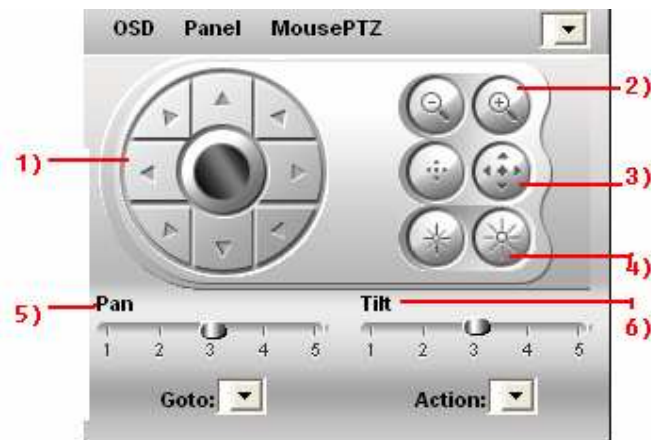 OSD Panel MousePTZ
2)
1)
3)
4)
5) Pan Tilt
6)
1 2 3 4 5 1 2 3 4 5
Goto: Action: